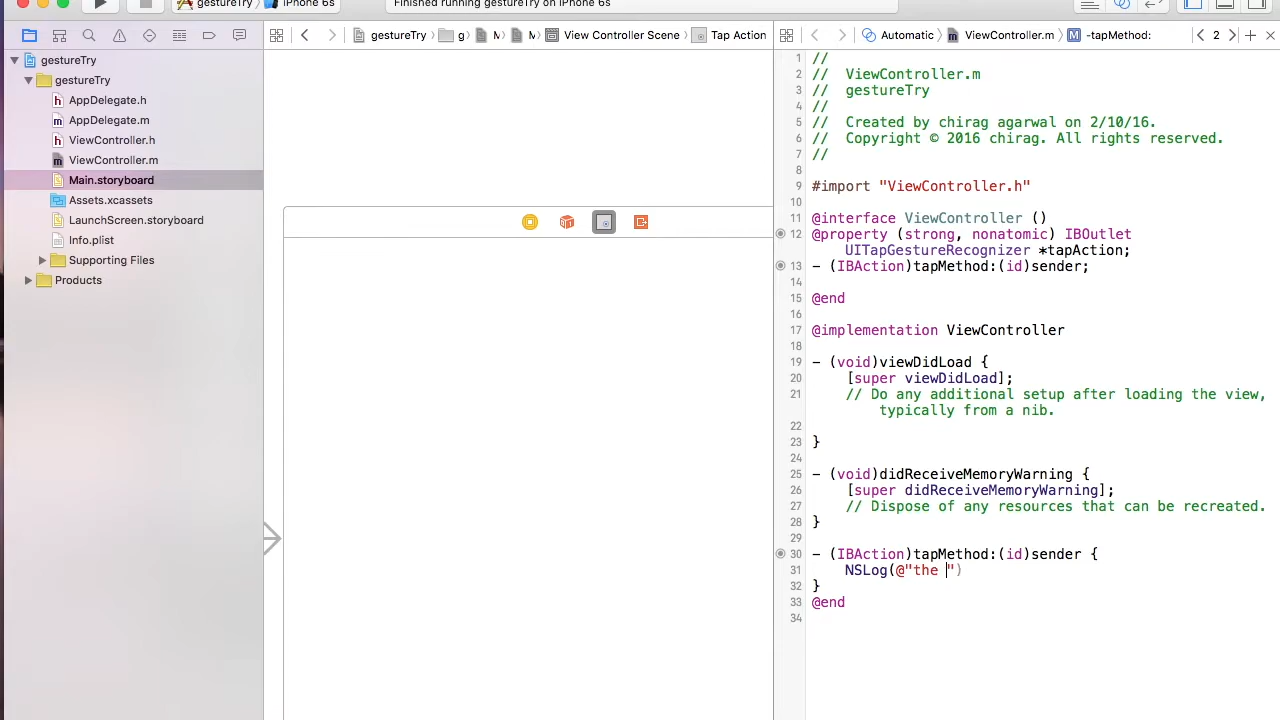 gestureTry iPhone 6s Finished running gestureTry on iPhone 6s
gestureTry g M M View Controller Scene Tap Action
Automatic ViewController.m M -tapMethod: 2
gestureTry
gestureTry
h AppDelegate.h
m AppDelegate.m
h ViewController.h
m ViewController.m
Main.storyboard
Assets.xcassets
LaunchScreen.storyboard
Info.plist
Supporting Files
Products
1 //
2 // ViewController.m
3 // gestureTry
4 //
5 // Created by chirag agarwal on 2/10/16.
6 // Copyright © 2016 chirag. All rights reserved.
7 //
8
9 #import "ViewController.h"
10
11 @interface ViewController ()
12 @property (strong, nonatomic) IBOutlet
UITapGestureRecognizer *tapAction;
13 - (IBAction)tapMethod:(id)sender;
14
15 @end
16
17 @implementation ViewController
18
19 - (void)viewDidLoad {
20 [super viewDidLoad];
21 // Do any additional setup after loading the view,
typically from a nib.
22
23 }
24
25 - (void)didReceiveMemoryWarning {
26 [super didReceiveMemoryWarning];
27 // Dispose of any resources that can be recreated.
28 }
29
30 - (IBAction)tapMethod:(id)sender {
31 NSLog(@"the ")
32 }
33 @end
34